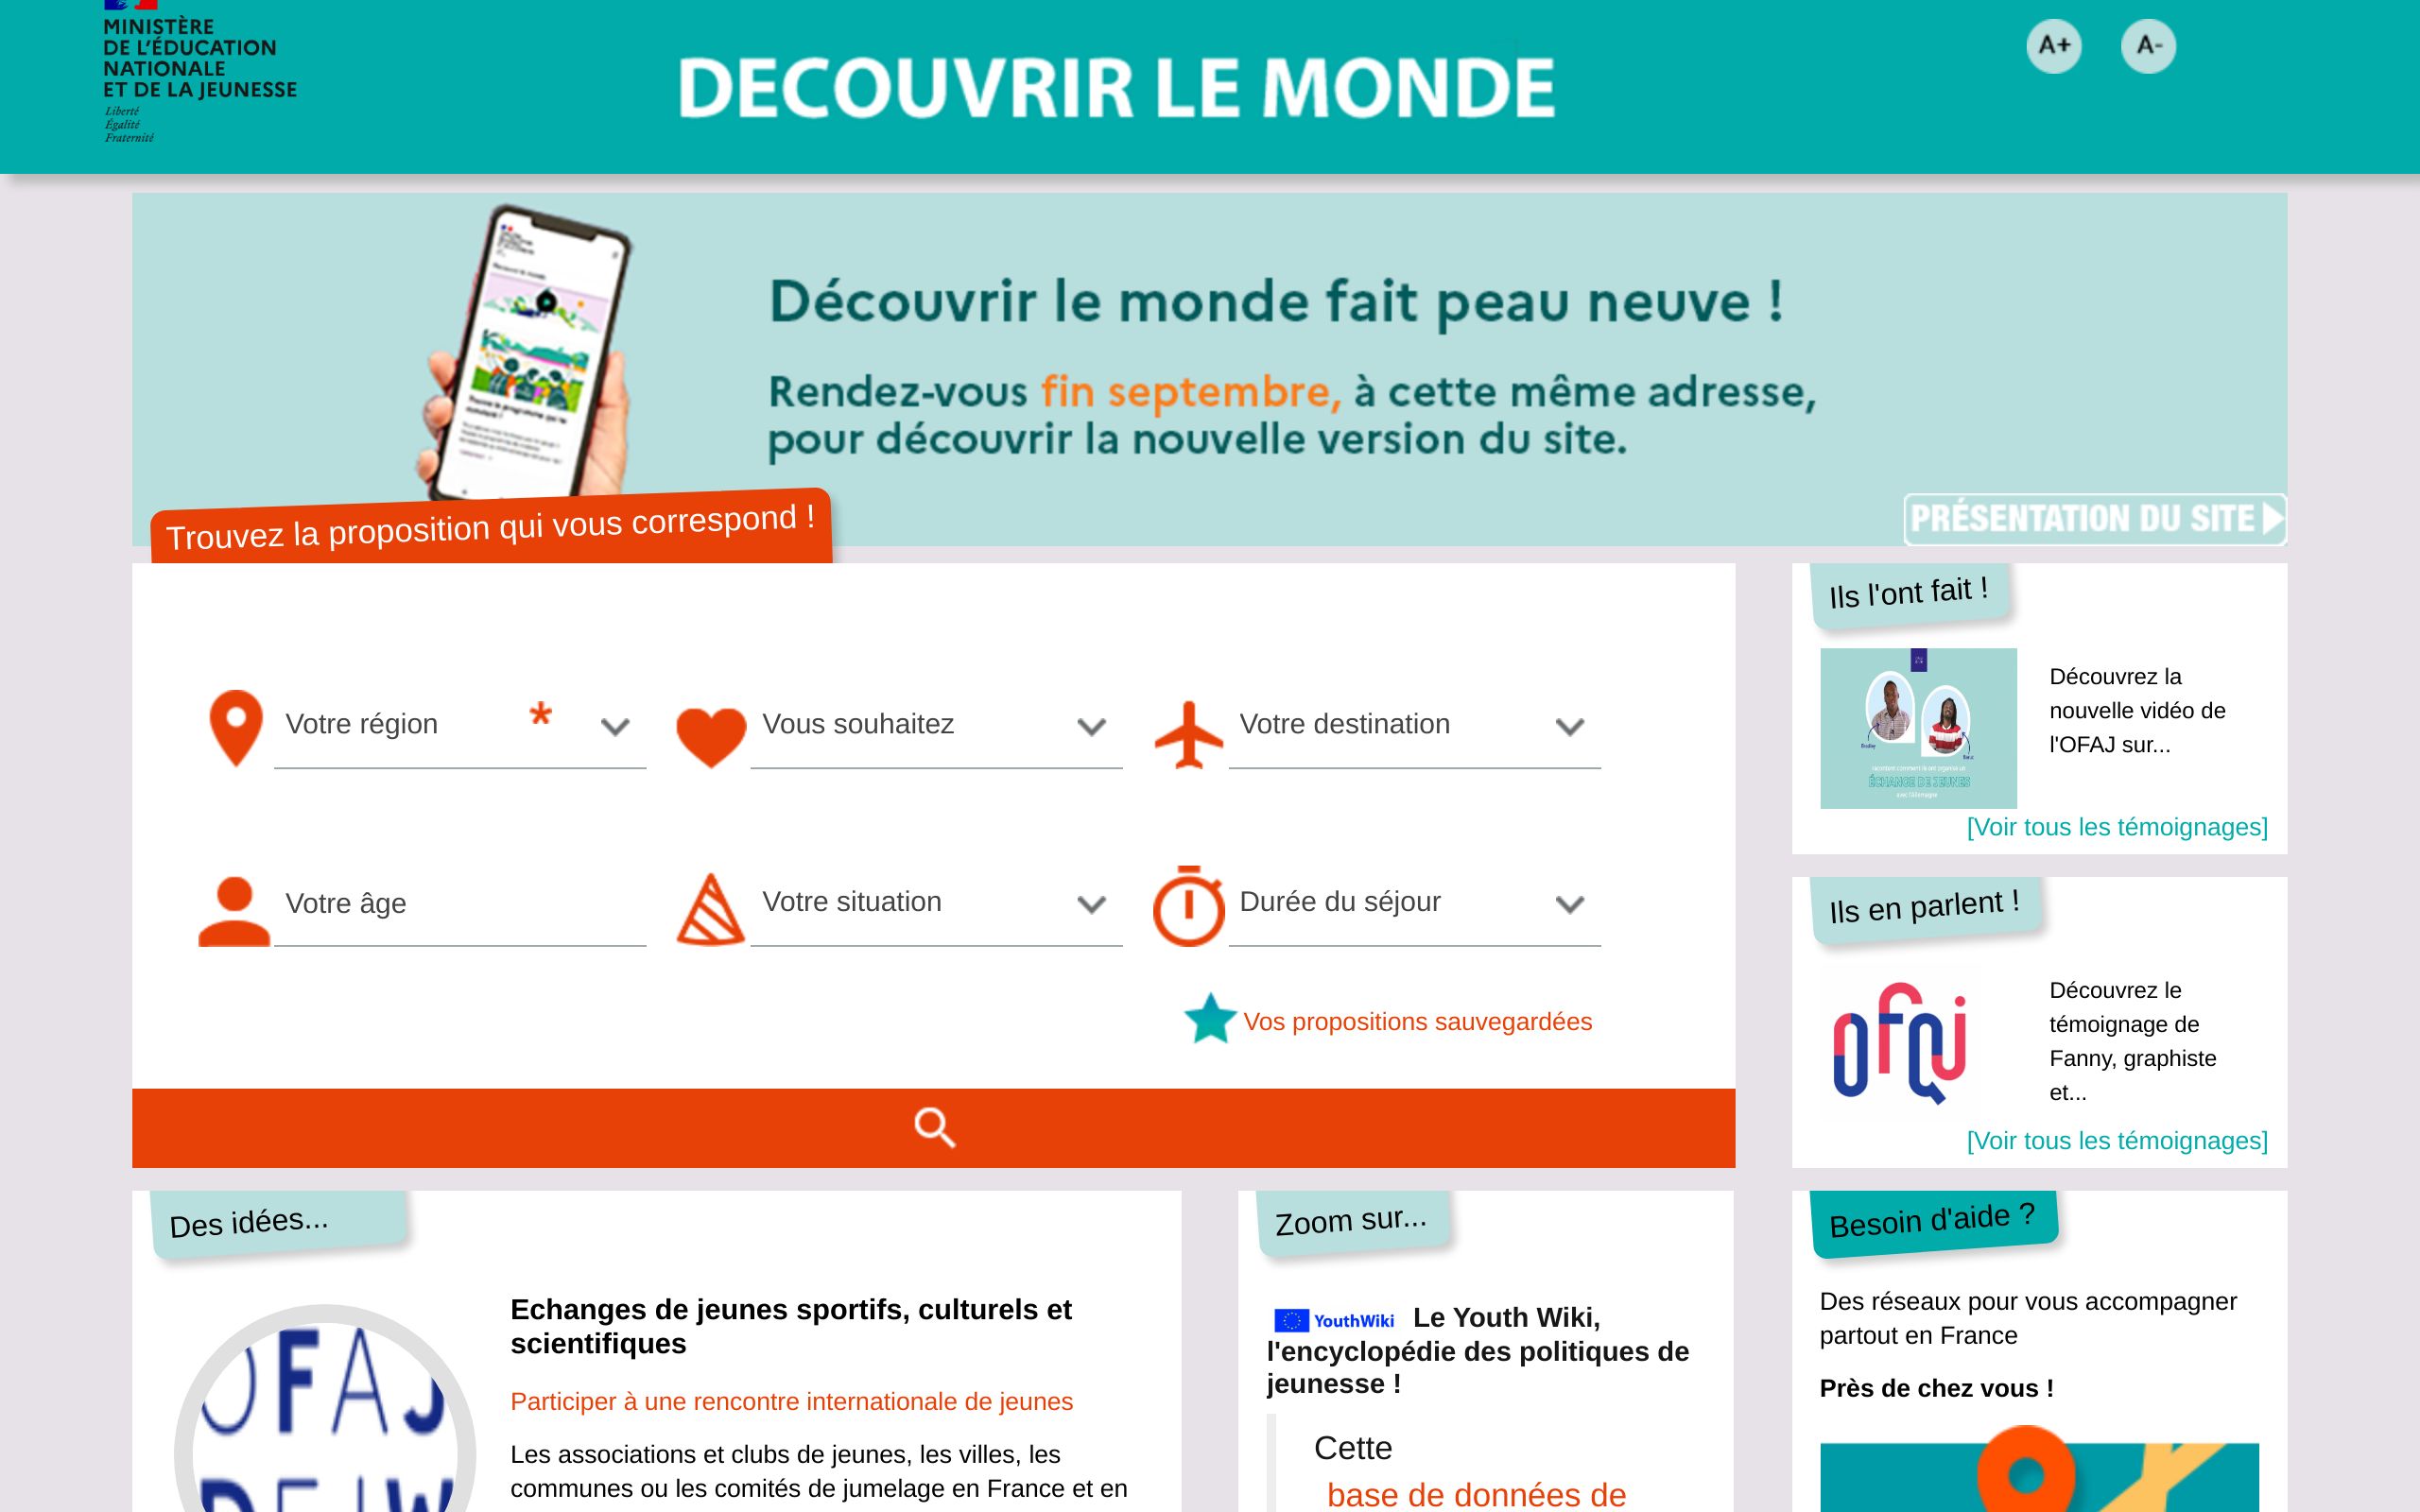 MINISTÈRE
DE L'ÉDUCATION
NATIONALE
ET DE LA JEUNESSE
Liberté
Égalité
Fraternité
DECOUVRIR LE MONDE
A+ A-
Découvrir le monde fait peau neuve !
Rendez-vous fin septembre, à cette même adresse,
pour découvrir la nouvelle version du site.
PRÉSENTATION DU SITE
Trouvez la proposition qui vous correspond !
Votre région * Vous souhaitez Votre destination
Votre âge Votre situation Durée du séjour
Vos propositions sauvegardées
Ils l'ont fait !
ÉCHANGE DE JEUNES
Découvrez la
nouvelle vidéo de
l'OFAJ sur...
[Voir tous les témoignages]
Ils en parlent !
ofaj
Découvrez le
témoignage de
Fanny, graphiste
et...
[Voir tous les témoignages]
Des idées...
OFAJ
DFJW
Echanges de jeunes sportifs, culturels et
scientifiques
Participer à une rencontre internationale de jeunes
Les associations et clubs de jeunes, les villes, les
communes ou les comités de jumelage en France et en
Zoom sur...
YouthWiki Le Youth Wiki,
l'encyclopédie des politiques de
jeunesse !
Cette
base de données de
Besoin d'aide ?
Des réseaux pour vous accompagner
partout en France
Près de chez vous !